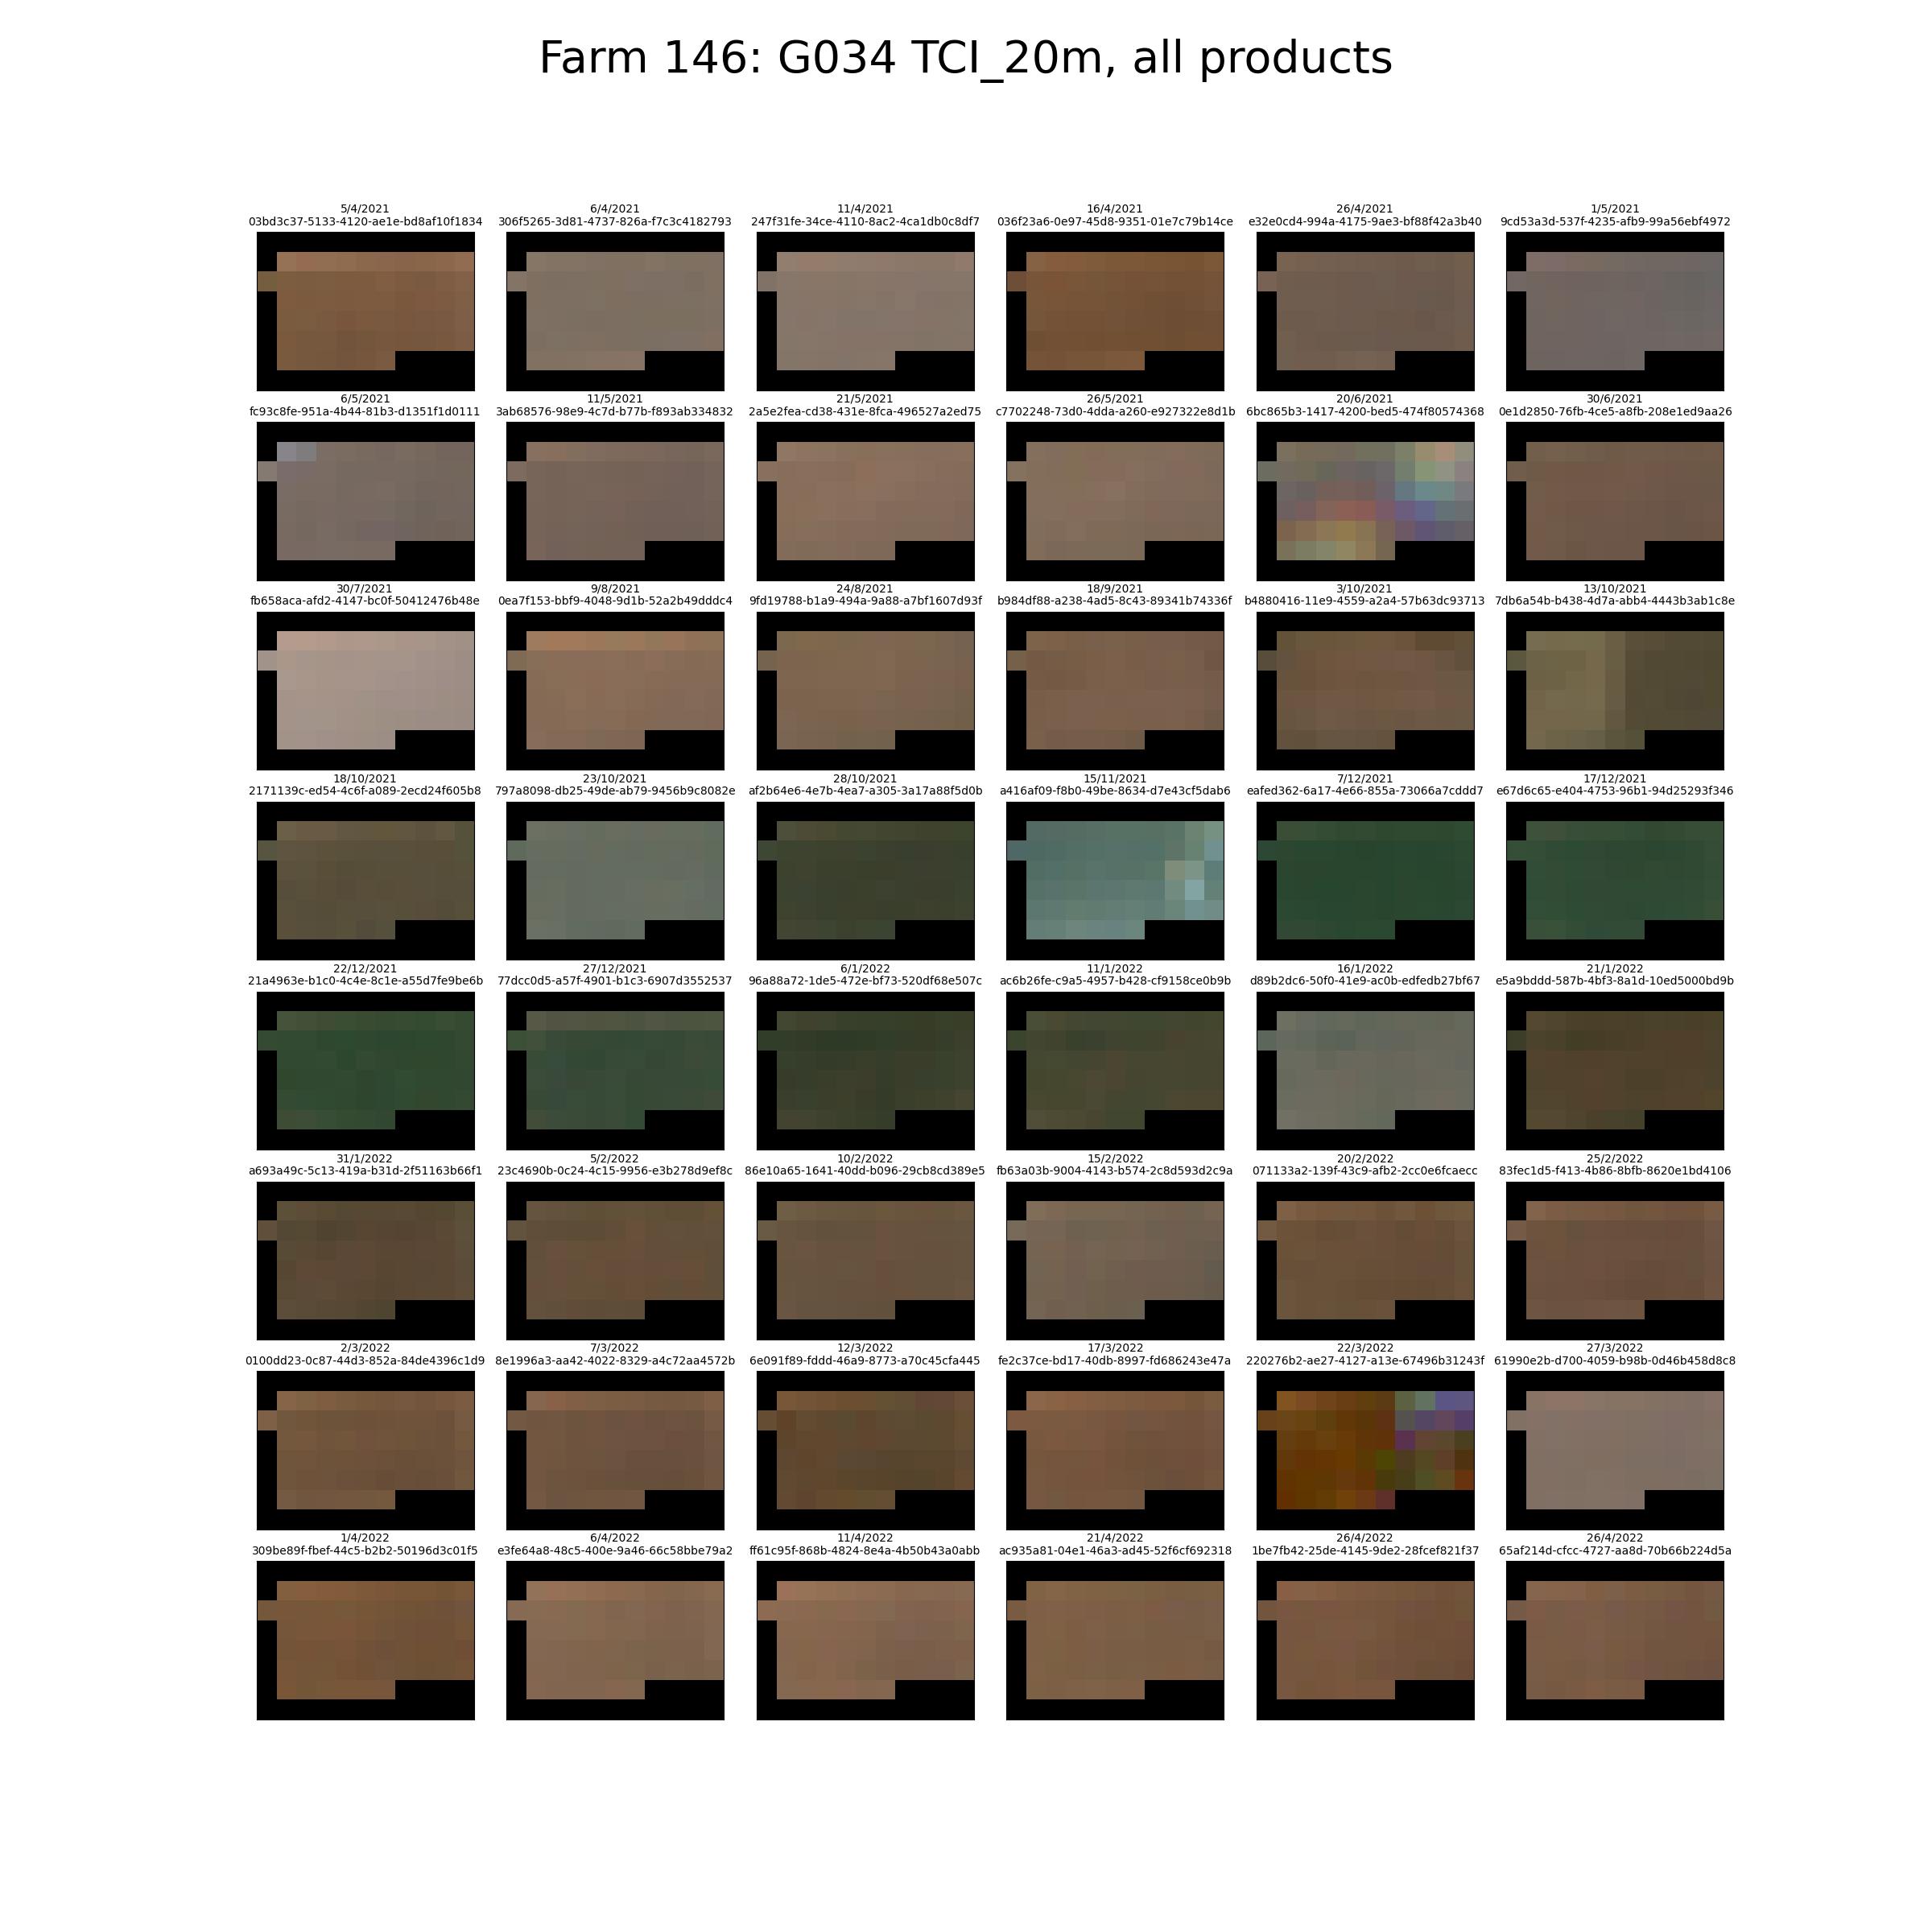 Farm 146: G034 TCI_20m, all products
5/4/2021 6/4/2021 11/4/2021 16/4/2021 26/4/2021 1/5/2021
03bd3c37-5133-4120-ae1e-bd8af10f1834 306f5265-3d81-4737-826a-f7c3c4182793 247f31fe-34ce-4110-8ac2-4ca1db0c8df7 036f23a6-0e97-45d8-9351-01e7c79b14ce e32e0cd4-994a-4175-9ae3-bf88f42a3b40 9cd53a3d-537f-4235-afb9-99a56ebf4972
6/5/2021 11/5/2021 21/5/2021 26/5/2021 20/6/2021 30/6/2021
fc93c8fe-951a-4b44-81b3-d1351f1d0111 3ab68576-98e9-4c7d-b77b-f893ab334832 2a5e2fea-cd38-431e-8fca-496527a2ed75 c7702248-73d0-4dda-a260-e927322e8d1b 6bc865b3-1417-4200-bed5-474f80574368 0e1d2850-76fb-4ce5-a8fb-208e1ed9aa26
30/7/2021 9/8/2021 24/8/2021 18/9/2021 3/10/2021 13/10/2021
fb658aca-afd2-4147-bc0f-50412476b48e 0ea7f153-bbf9-4048-9d1b-52a2b49dddc4 9fd19788-b1a9-494a-9a88-a7bf1607d93f b984df88-a238-4ad5-8c43-89341b74336f b4880416-11e9-4559-a2a4-57b63dc93713 7db6a54b-b438-4d7a-abb4-4443b3ab1c8e
18/10/2021 23/10/2021 28/10/2021 15/11/2021 7/12/2021 17/12/2021
2171139c-ed54-4c6f-a089-2ecd24f605b8 797a8098-db25-49de-ab79-9456b9c8082e af2b64e6-4e7b-4ea7-a305-3a17a88f5d0b a416af09-f8b0-49be-8634-d7e43cf5dab6 eafed362-6a17-4e66-855a-73066a7cddd7 e67d6c65-e404-4753-96b1-94d25293f346
22/12/2021 27/12/2021 6/1/2022 11/1/2022 16/1/2022 21/1/2022
21a4963e-b1c0-4c4e-8c1e-a55d7fe9be6b 77dcc0d5-a57f-4901-b1c3-6907d3552537 96a88a72-1de5-472e-bf73-520df68e507c ac6b26fe-c9a5-4957-b428-cf9158ce0b9b d89b2dc6-50f0-41e9-ac0b-edfedb27bf67 e5a9bddd-587b-4bf3-8a1d-10ed5000bd9b
31/1/2022 5/2/2022 10/2/2022 15/2/2022 20/2/2022 25/2/2022
a693a49c-5c13-419a-b31d-2f51163b66f1 23c4690b-0c24-4c15-9956-e3b278d9ef8c 86e10a65-1641-40dd-b096-29cb8cd389e5 fb63a03b-9004-4143-b574-2c8d593d2c9a 071133a2-139f-43c9-afb2-2cc0e6fcaecc 83fec1d5-f413-4b86-8bfb-8620e1bd4106
2/3/2022 7/3/2022 12/3/2022 17/3/2022 22/3/2022 27/3/2022
0100dd23-0c87-44d3-852a-84de4396c1d9 8e1996a3-aa42-4022-8329-a4c72aa4572b 6e091f89-fddd-46a9-8773-a70c45cfa445 fe2c37ce-bd17-40db-8997-fd686243e47a 220276b2-ae27-4127-a13e-67496b31243f 61990e2b-d700-4059-b98b-0d46b458d8c8
1/4/2022 6/4/2022 11/4/2022 21/4/2022 26/4/2022 26/4/2022
309be89f-fbef-44c5-b2b2-50196d3c01f5 e3fe64a8-48c5-400e-9a46-66c58bbe79a2 ff61c95f-868b-4824-8e4a-4b50b43a0abb ac935a81-04e1-46a3-ad45-52f6cf692318 1be7fb42-25de-4145-9de2-28fcef821f37 65af214d-cfcc-4727-aa8d-70b66b224d5a